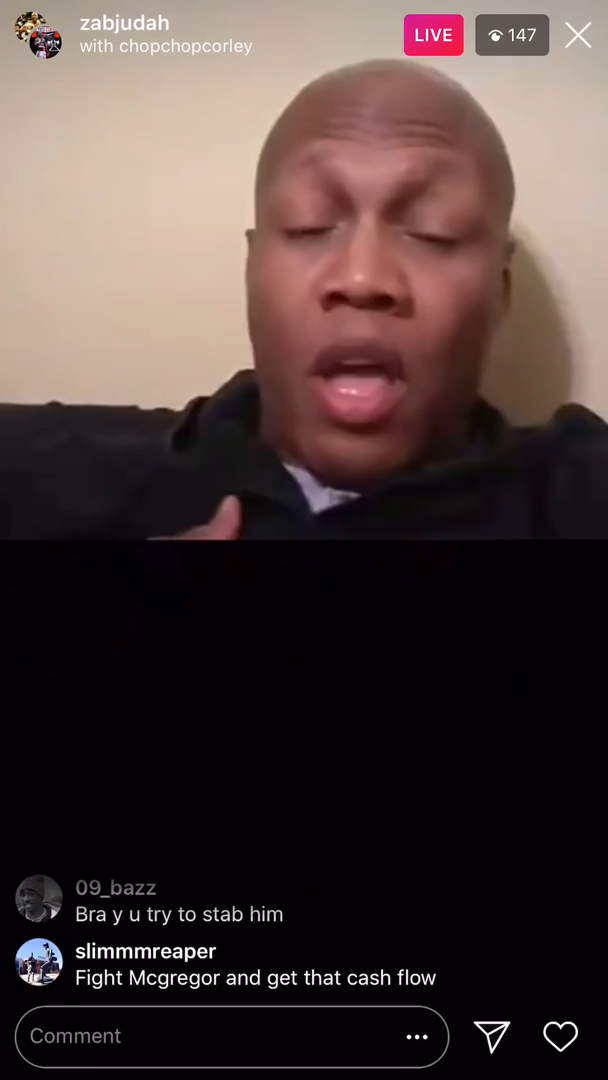 zabjudah
with chopchopcorley
LIVE
147
09_bazz
Bra y u try to stab him
slimmmreaper
Fight Mcgregor and get that cash flow
Comment